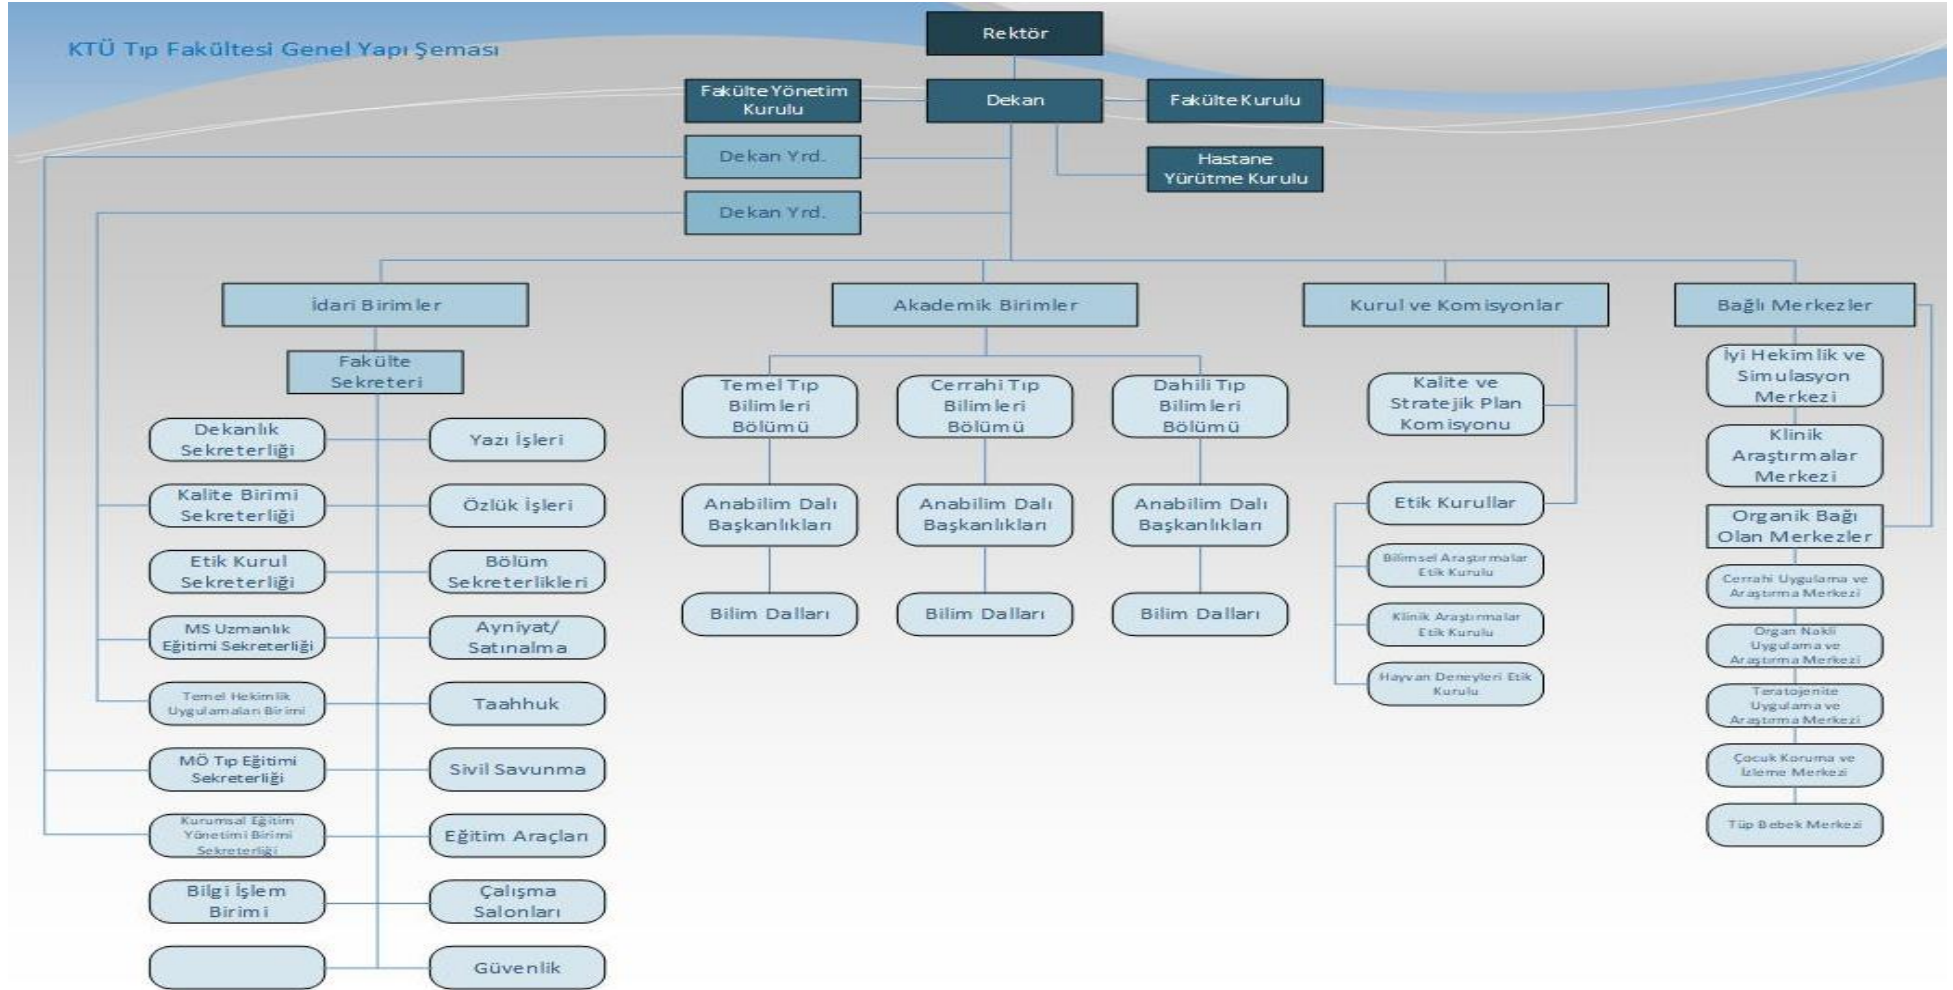 KTÜ Tıp Fakültesi Genel Yapı Şeması
Rektör
Fakülte Yönetim
Kurulu
Dekan
Fakülte Kurulu
Dekan Yrd.
Hastane
Yürütme Kurulu
Dekan Yrd.
İdari Birimler
Akademik Birimler
Kurul ve Komisyonlar
Bağlı Merkezler
Fakülte
Sekreteri
Dekanlık
Sekreterliği
Yazı İşleri
Kalite Birimi
Sekreterliği
Özlük İşleri
Etik Kurul
Sekreterliği
Bölüm
Sekreterlikleri
MS Uzmanlık
Eğitimi Sekreterliği
Ayniyat/
Satınalma
Temel Hekimlik
Uygulamaları Birimi
Taahhuk
MÖ Tıp Eğitimi
Sekreterliği
Sivil Savunma
Kurumsal Eğitim
Yönetimi Birimi
Sekreterliği
Eğitim Araçları
Bilgi İşlem
Birimi
Çalışma
Salonları
Güvenlik
Temel Tıp
Bilimleri
Bölümü
Cerrahi Tıp
Bilimleri
Bölümü
Dahili Tıp
Bilimleri
Bölümü
Anabilim Dalı
Başkanlıkları
Anabilim Dalı
Başkanlıkları
Anabilim Dalı
Başkanlıkları
Bilim Dalları
Bilim Dalları
Bilim Dalları
Kalite ve
Stratejik Plan
Komisyonu
Etik Kurullar
Bilimsel Araştırmalar
Etik Kurulu
Klinik Araştırmalar
Etik Kurulu
Hayvan Deneyleri Etik
Kurulu
İyi Hekimlik ve
Simulasyon
Merkezi
Klinik
Araştırmalar
Merkezi
Organik Bağı
Olan Merkezler
Cerrahi Uygulama ve
Araştırma Merkezi
Organ Nakli
Uygulama ve
Araştırma Merkezi
Teratojenite
Uygulama ve
Araştırma Merkezi
Çocuk Koruma ve
İzleme Merkezi
Tüp Bebek Merkezi